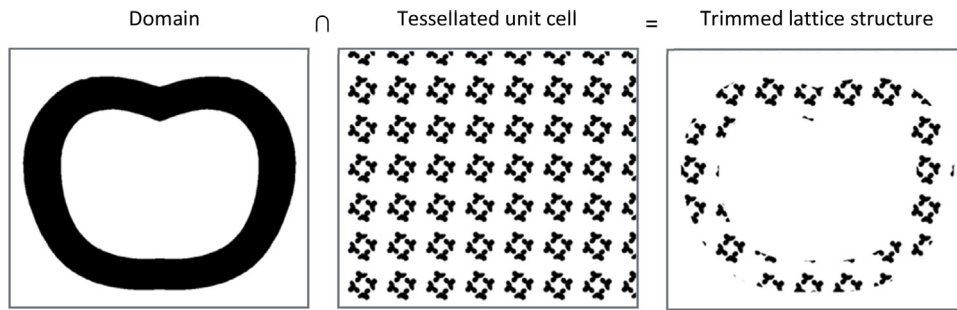 Domain ∩ Tessellated unit cell = Trimmed lattice structure